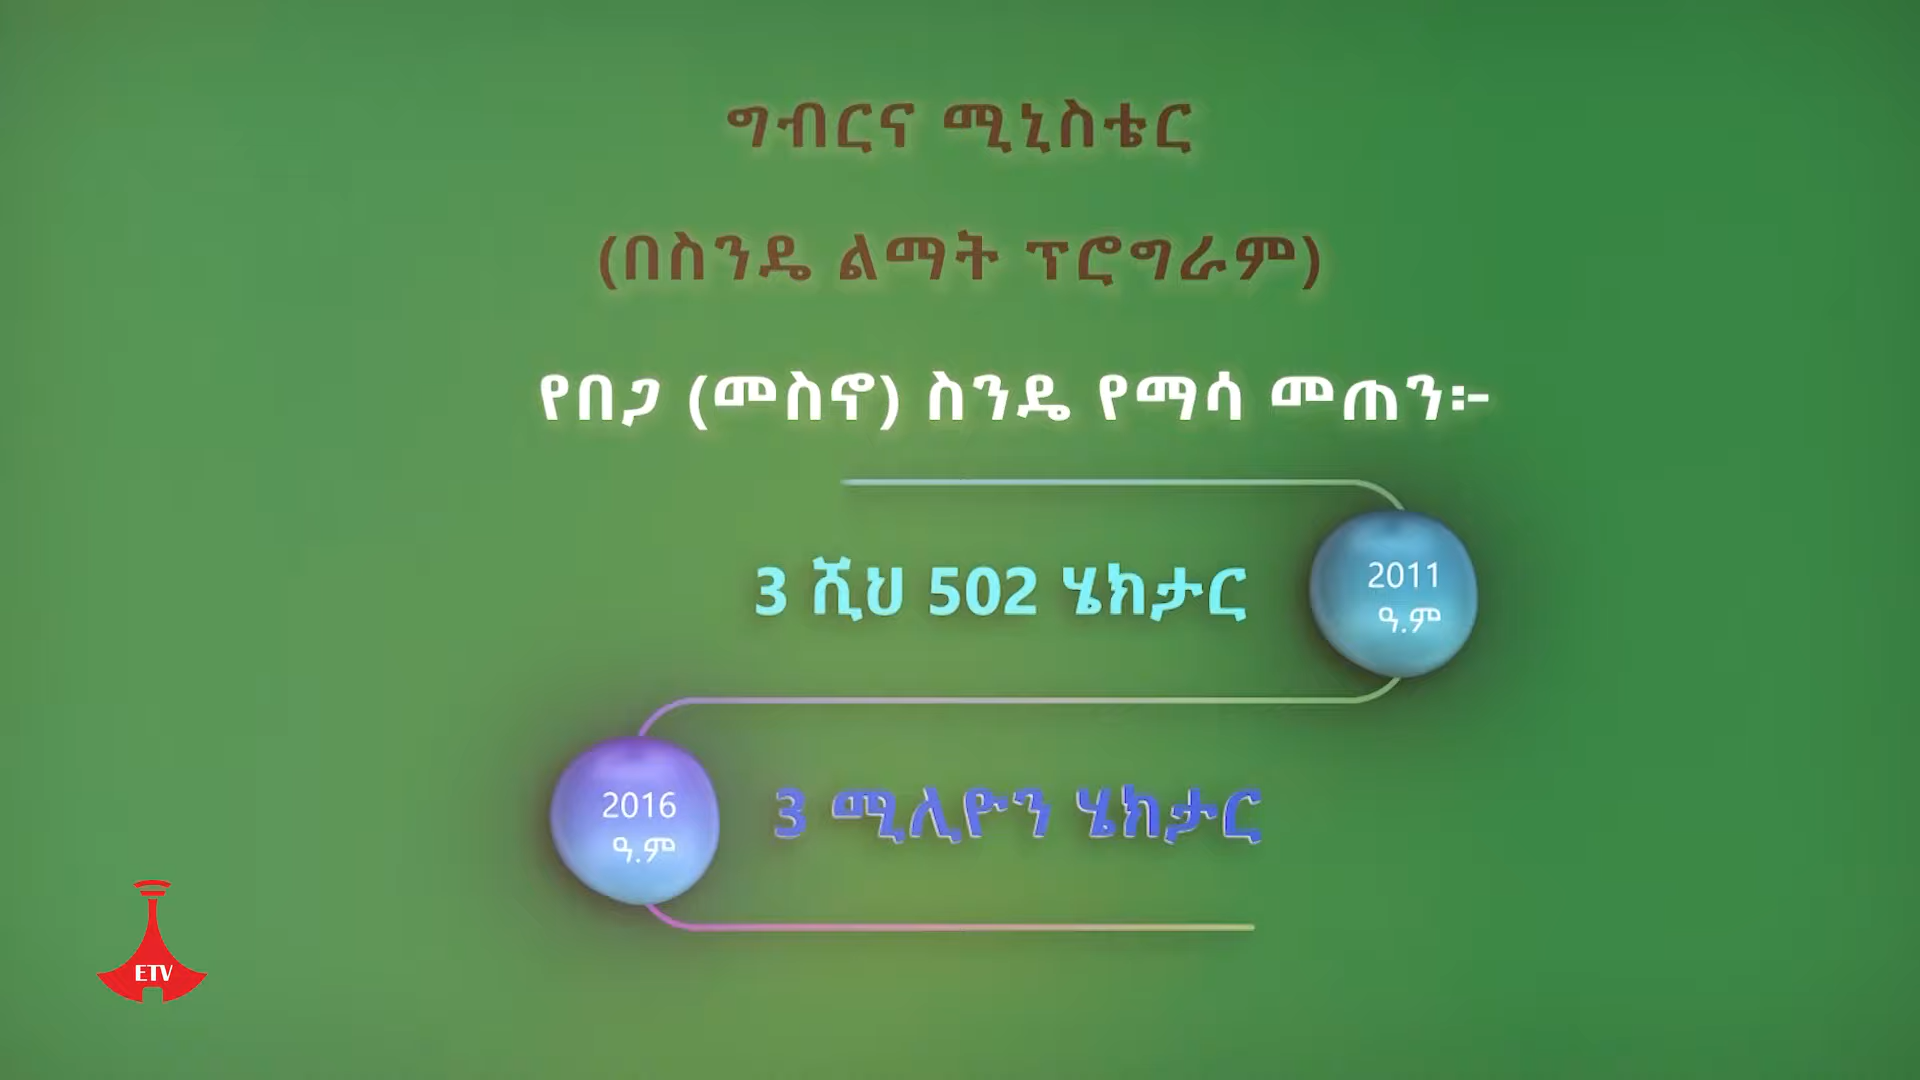 ግብርና ሚኒስቴር
(በስንዴ ልማት ፕሮግራም)
የበጋ (መስኖ) ስንዴ የማሳ መጠን፦
3 ሺህ 502 ሄክታር
2011
ዓ.ም
2016
ዓ.ም
3 ሚሊዮን ሄክታር
ETV